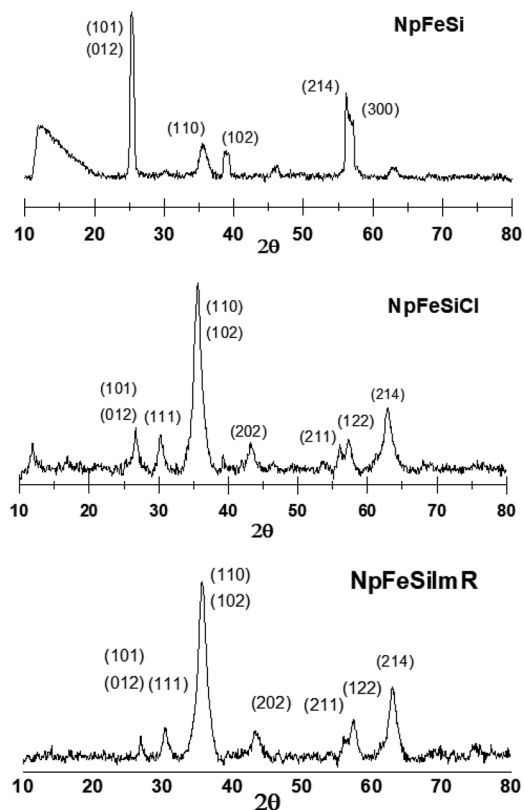 NpFeSi
(101)
(012)
(110)
(102)
(214)
(300)
10 20 30 40 50 60 70 80
2θ
NpFeSiCl
(110)
(102)
(101)
(012)
(111)
(202)
(211)
(122)
(214)
10 20 30 40 50 60 70 80
2θ
NpFeSiImR
(110)
(102)
(101)
(012)
(111)
(202)
(211)
(122)
(214)
10 20 30 40 50 60 70 80
2θ